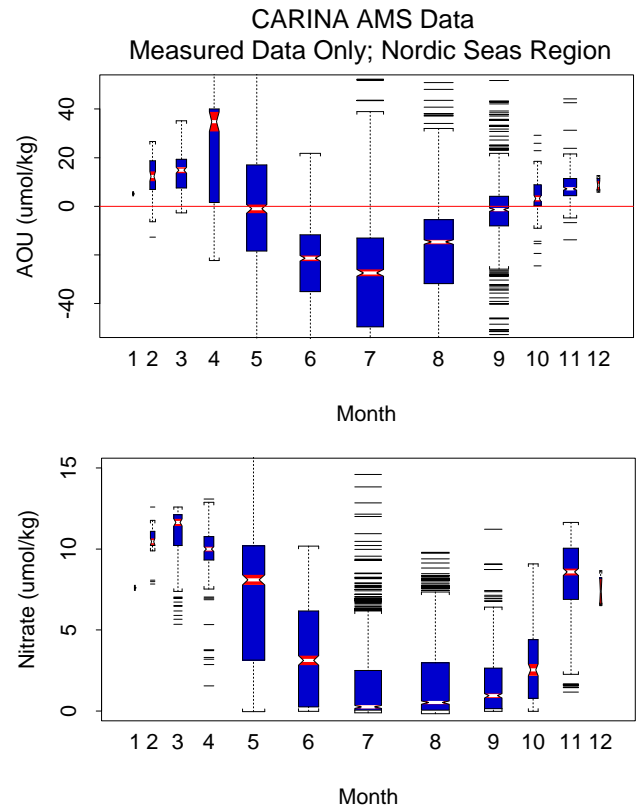 CARINA AMS Data
Measured Data Only; Nordic Seas Region
AOU (umol/kg)
40
20
0
-40
1 2 3 4 5 6 7 8 9 10 11 12
Month
Nitrate (umol/kg)
15
10
5
0
1 2 3 4 5 6 7 8 9 10 11 12
Month